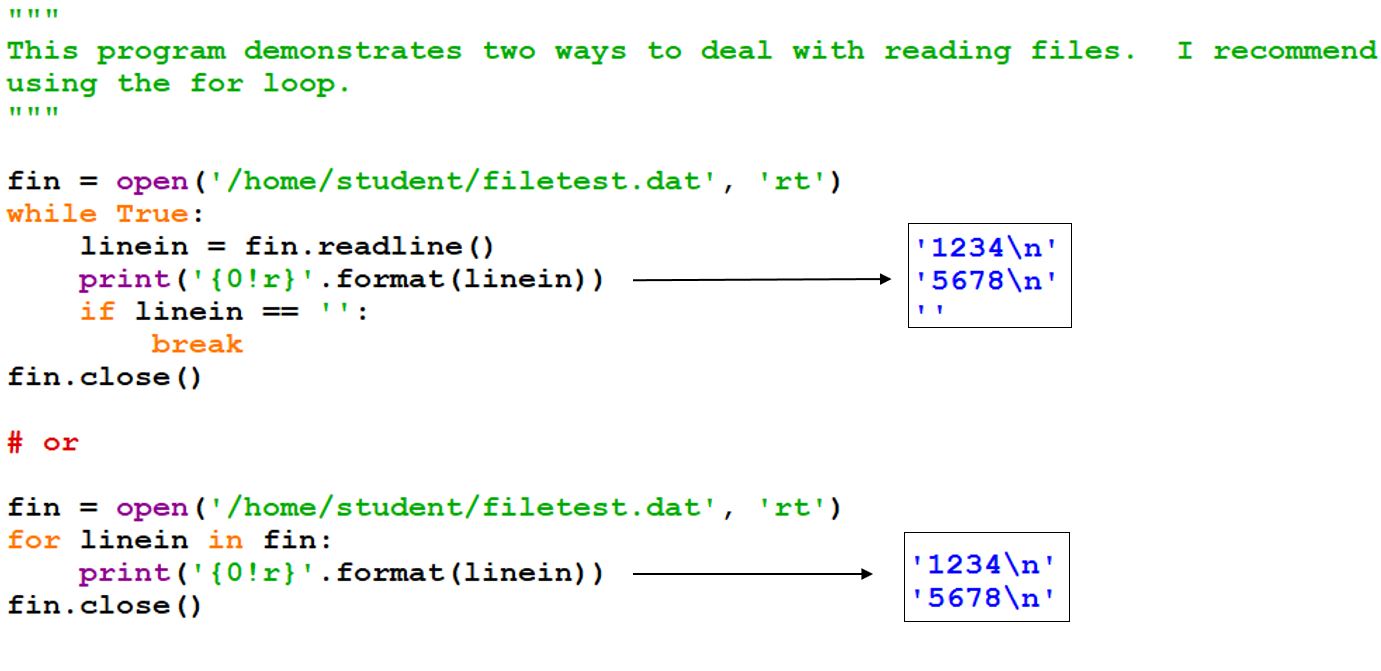 """
This program demonstrates two ways to deal with reading files.  I recommend
using the for loop.
"""
fin = open('/home/student/filetest.dat', 'rt')
while True:
    linein = fin.readline()
    print('{0!r}'.format(linein))
    if linein == '':
        break
fin.close()
'1234\n'
'5678\n'
''
# or
fin = open('/home/student/filetest.dat', 'rt')
for linein in fin:
    print('{0!r}'.format(linein))
fin.close()
'1234\n'
'5678\n'